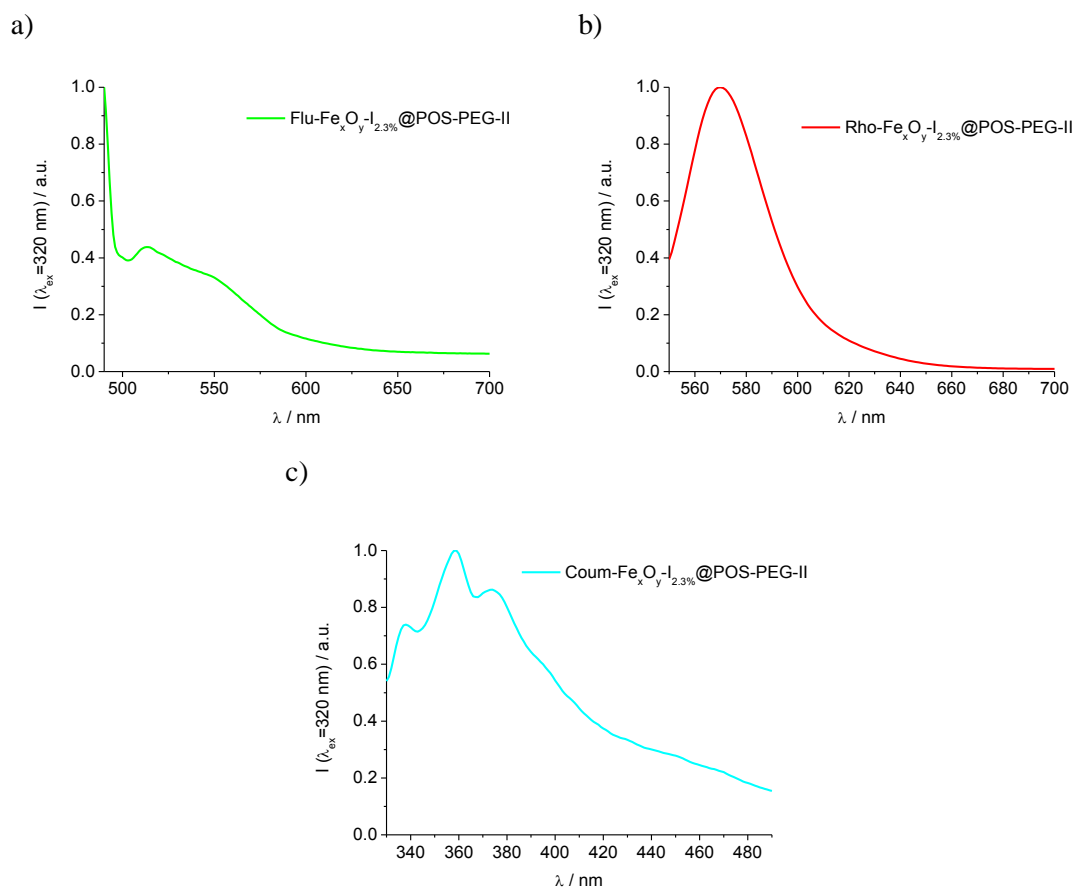 a)
1.0
0.8
0.6
0.4
0.2
0.0
I (λex=320 nm) / a.u.
Flu-FexOy-I2.3%@POS-PEG-II
500 550 600 650 700
λ / nm
b)
1.0
0.8
0.6
0.4
0.2
0.0
I (λex=320 nm) / a.u.
Rho-FexOy-I2.3%@POS-PEG-II
560 580 600 620 640 660 680 700
λ / nm
c)
1.0
0.8
0.6
0.4
0.2
0.0
I (λex=320 nm) / a.u.
Coum-FexOy-I2.3%@POS-PEG-II
340 360 380 400 420 440 460 480
λ / nm